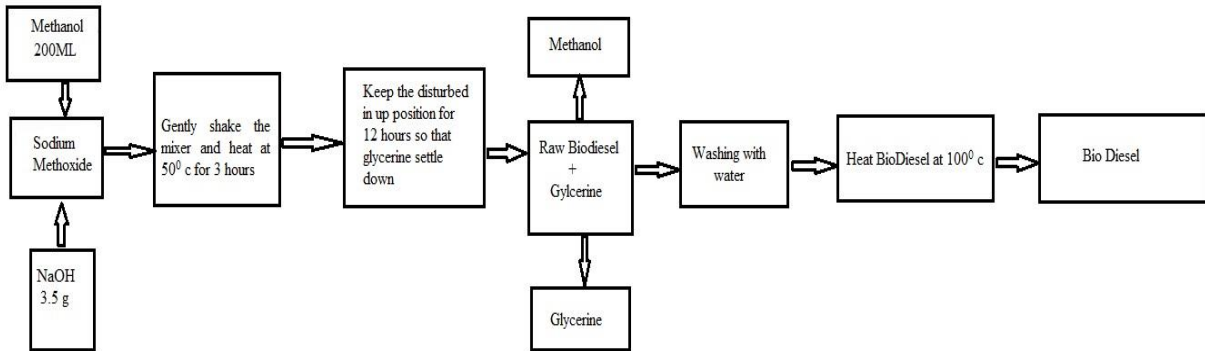 Methanol
200ML
Sodium
Methoxide
NaOH
3.5 g
Gently shake the
mixer and heat at
50⁰ c for 3 hours
Keep the disturbed
in up position for
12 hours so that
glycerine settle
down
Methanol
Raw Biodiesel
+
Gylcerine
Glycerine
Washing with
water
Heat BioDiesel at 100⁰ c
Bio Diesel